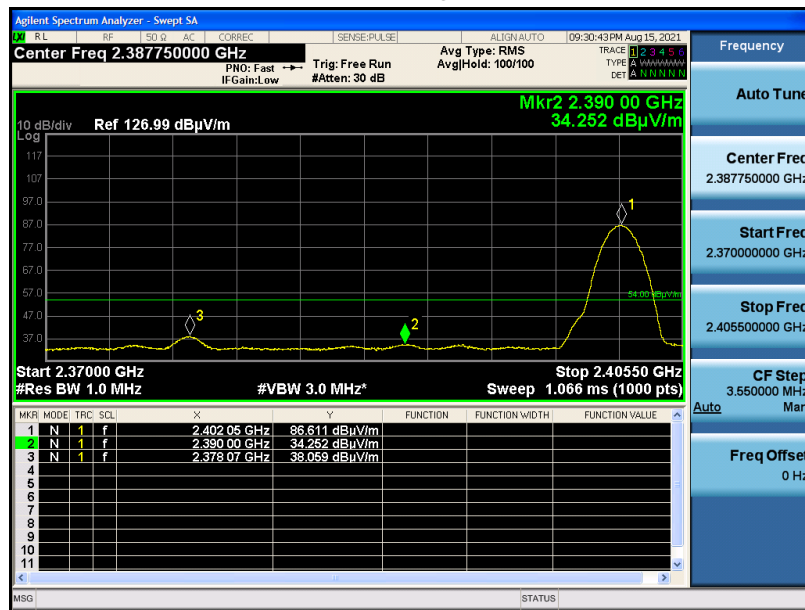 Agilent Spectrum Analyzer - Swept SA
LXI RL RF 50 Ω AC CORREC SENSE:PULSE ALIGN AUTO 09:30:43 PM Aug 15, 2021
Center Freq 2.387750000 GHz
PNO: Fast
IFGain:Low
Trig: Free Run
#Atten: 30 dB
Avg Type: RMS
Avg|Hold: 100/100
TRACE 1 2 3 4 5 6
TYPE A WWWWW
DET A N N N N N
Mkr2 2.390 00 GHz
34.252 dBµV/m
10 dB/div Ref 126.99 dBµV/m
Log
117
107
97.0
87.0
77.0
67.0
57.0
47.0
37.0
1
54.00 dBµV/m
3
2
Start 2.37000 GHz Stop 2.40550 GHz
#Res BW 1.0 MHz #VBW 3.0 MHz* Sweep 1.066 ms (1000 pts)
MKR MODE TRC SCL X Y FUNCTION FUNCTION WIDTH FUNCTION VALUE
1 N 1 f 2.402 05 GHz 86.611 dBµV/m
2 N 1 f 2.390 00 GHz 34.252 dBµV/m
3 N 1 f 2.378 07 GHz 38.059 dBµV/m
4
5
6
7
8
9
10
11
MSG STATUS
Frequency
Auto Tune
Center Freq
2.387750000 GHz
Start Freq
2.370000000 GHz
Stop Freq
2.405500000 GHz
CF Step
3.550000 MHz
Auto Man
Freq Offset
0 Hz